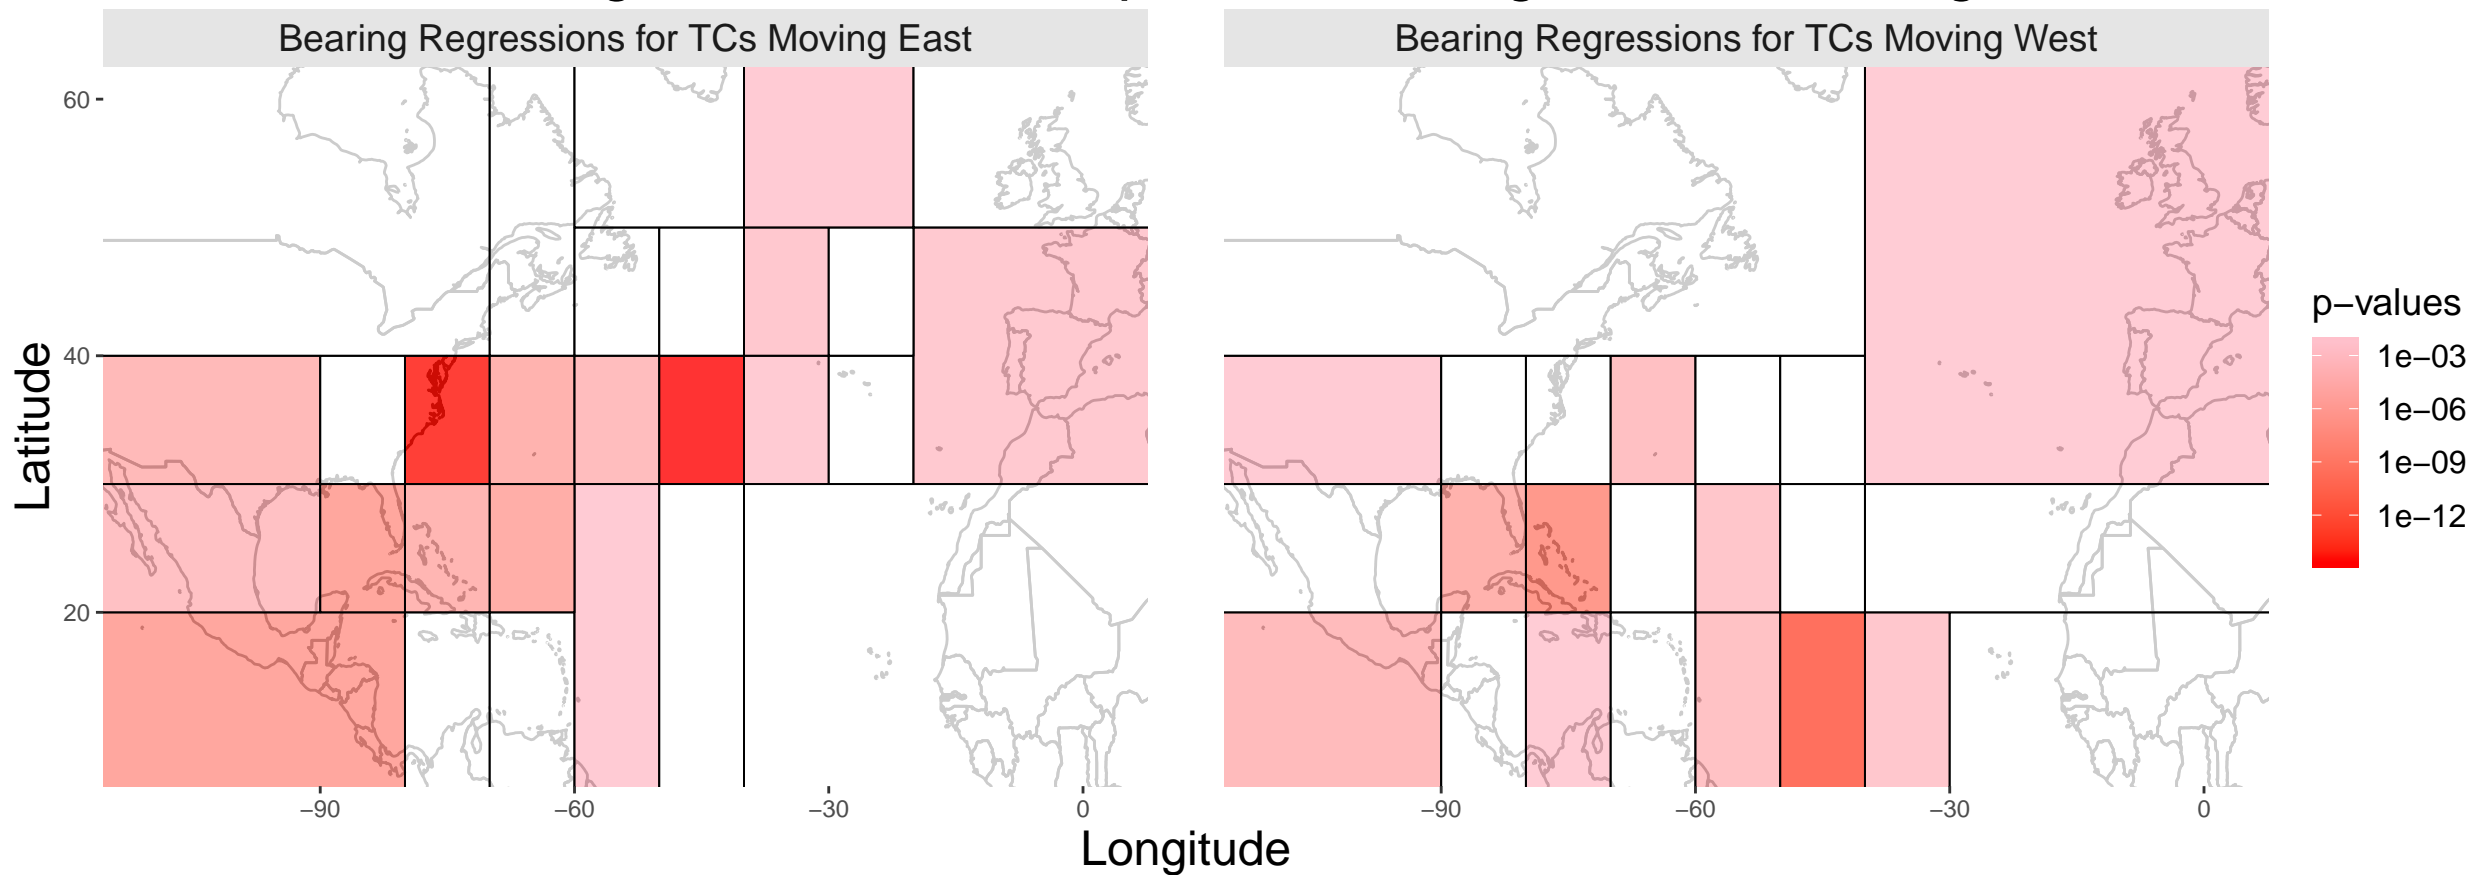 Bearing Regressions for TCs Moving East
Bearing Regressions for TCs Moving West
60
40
20
Latitude
−90
−60
−30
0
−90
−60
−30
0
Longitude
p−values
1e−03
1e−06
1e−09
1e−12